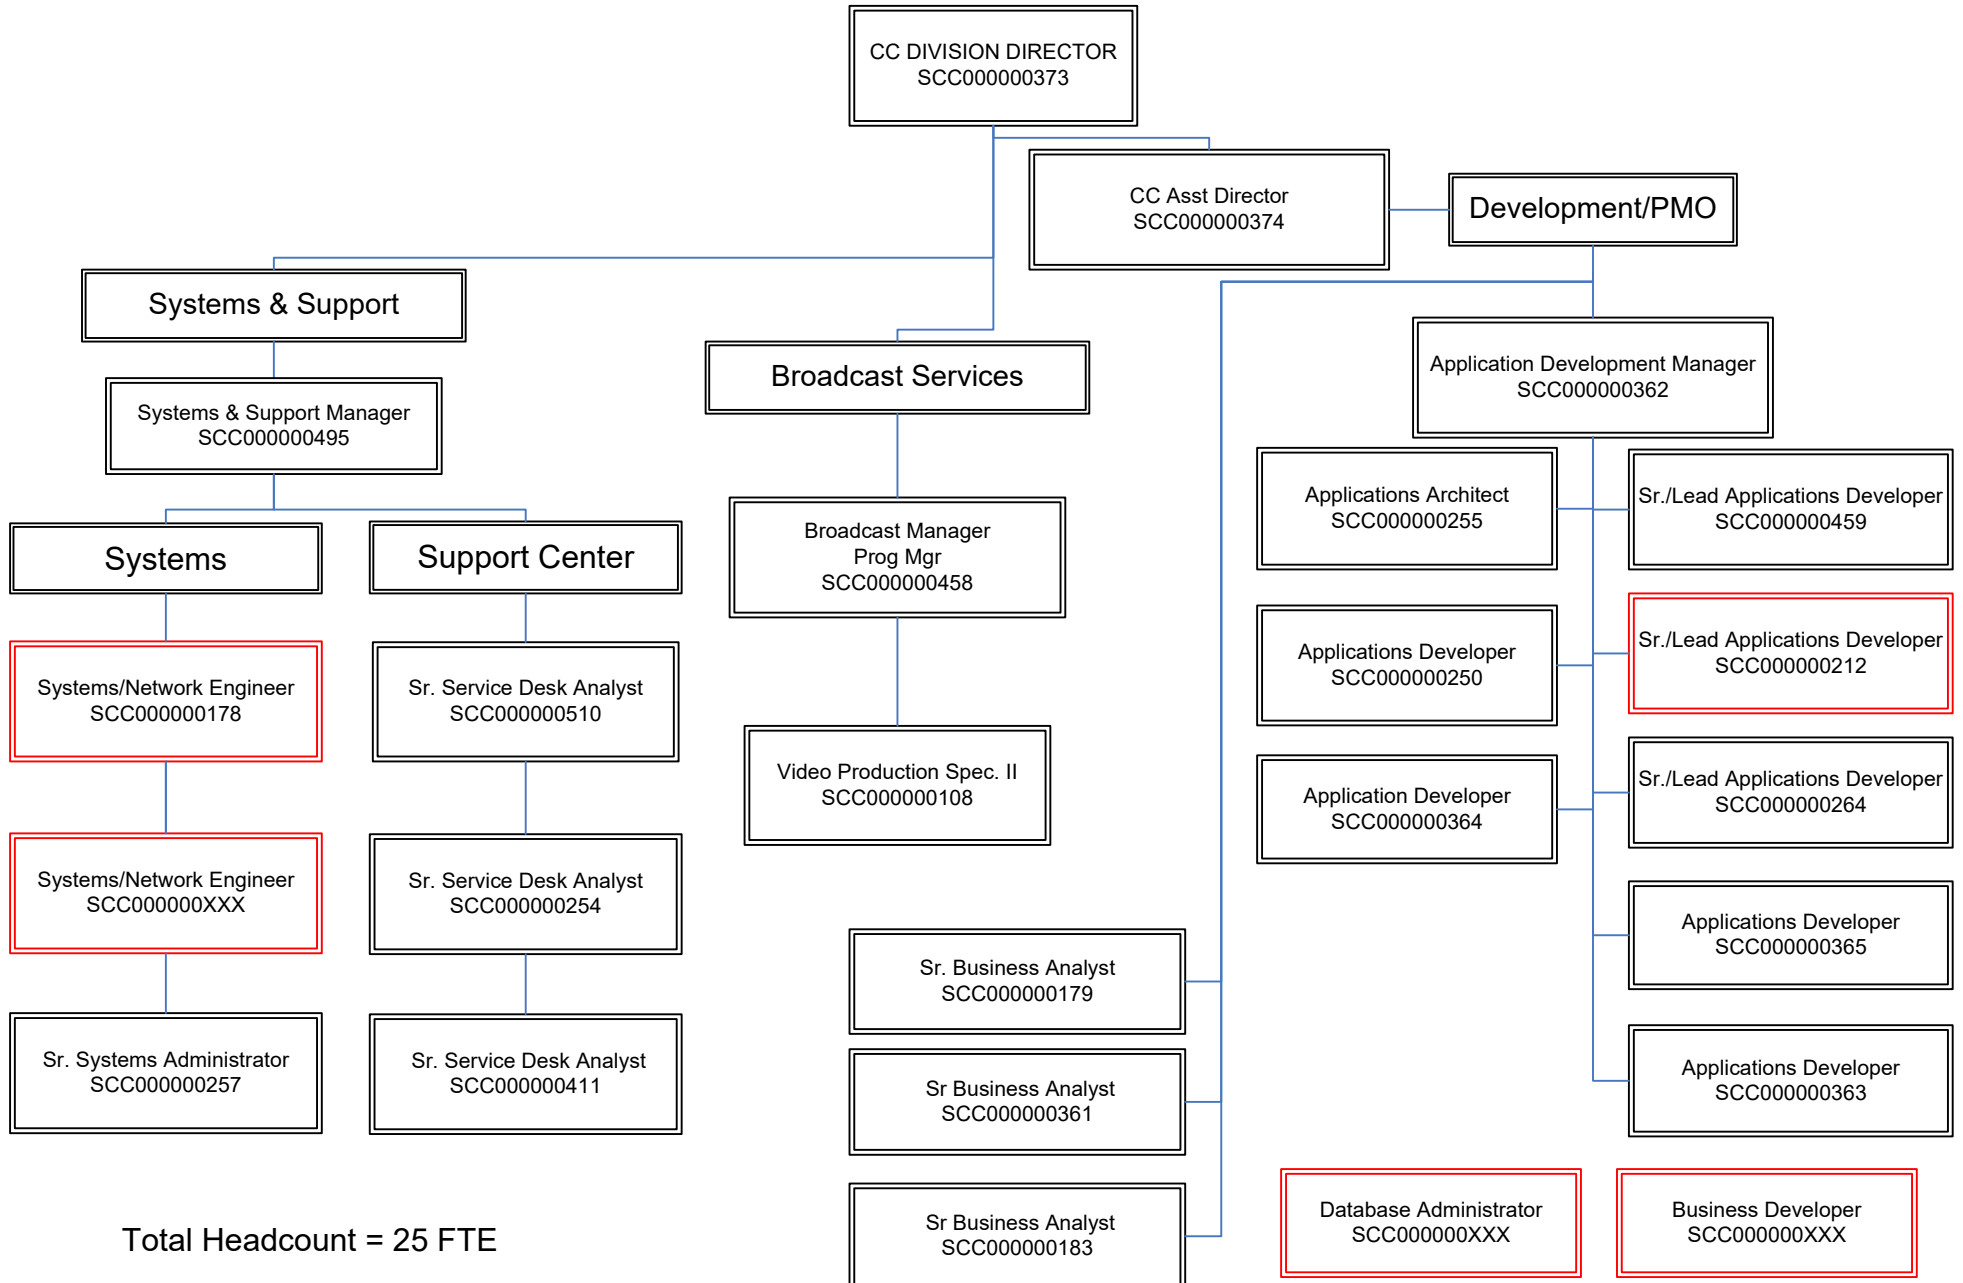 CC DIVISION DIRECTOR
SCC000000373
CC Asst Director
SCC000000374
Development/PMO
Systems & Support
Systems & Support Manager
SCC000000495
Broadcast Services
Application Development Manager
SCC000000362
Systems
Support Center
Broadcast Manager
Prog Mgr
SCC000000458
Applications Architect
SCC000000255
Sr./Lead Applications Developer
SCC000000459
Systems/Network Engineer
SCC000000178
Sr. Service Desk Analyst
SCC000000510
Applications Developer
SCC000000250
Sr./Lead Applications Developer
SCC000000212
Video Production Spec. II
SCC000000108
Application Developer
SCC000000364
Sr./Lead Applications Developer
SCC000000264
Systems/Network Engineer
SCC000000XXX
Sr. Service Desk Analyst
SCC000000254
Sr. Business Analyst
SCC000000179
Applications Developer
SCC000000365
Sr. Systems Administrator
SCC000000257
Sr. Service Desk Analyst
SCC000000411
Sr Business Analyst
SCC000000361
Applications Developer
SCC000000363
Total Headcount = 25 FTE
Sr Business Analyst
SCC000000183
Database Administrator
SCC000000XXX
Business Developer
SCC000000XXX